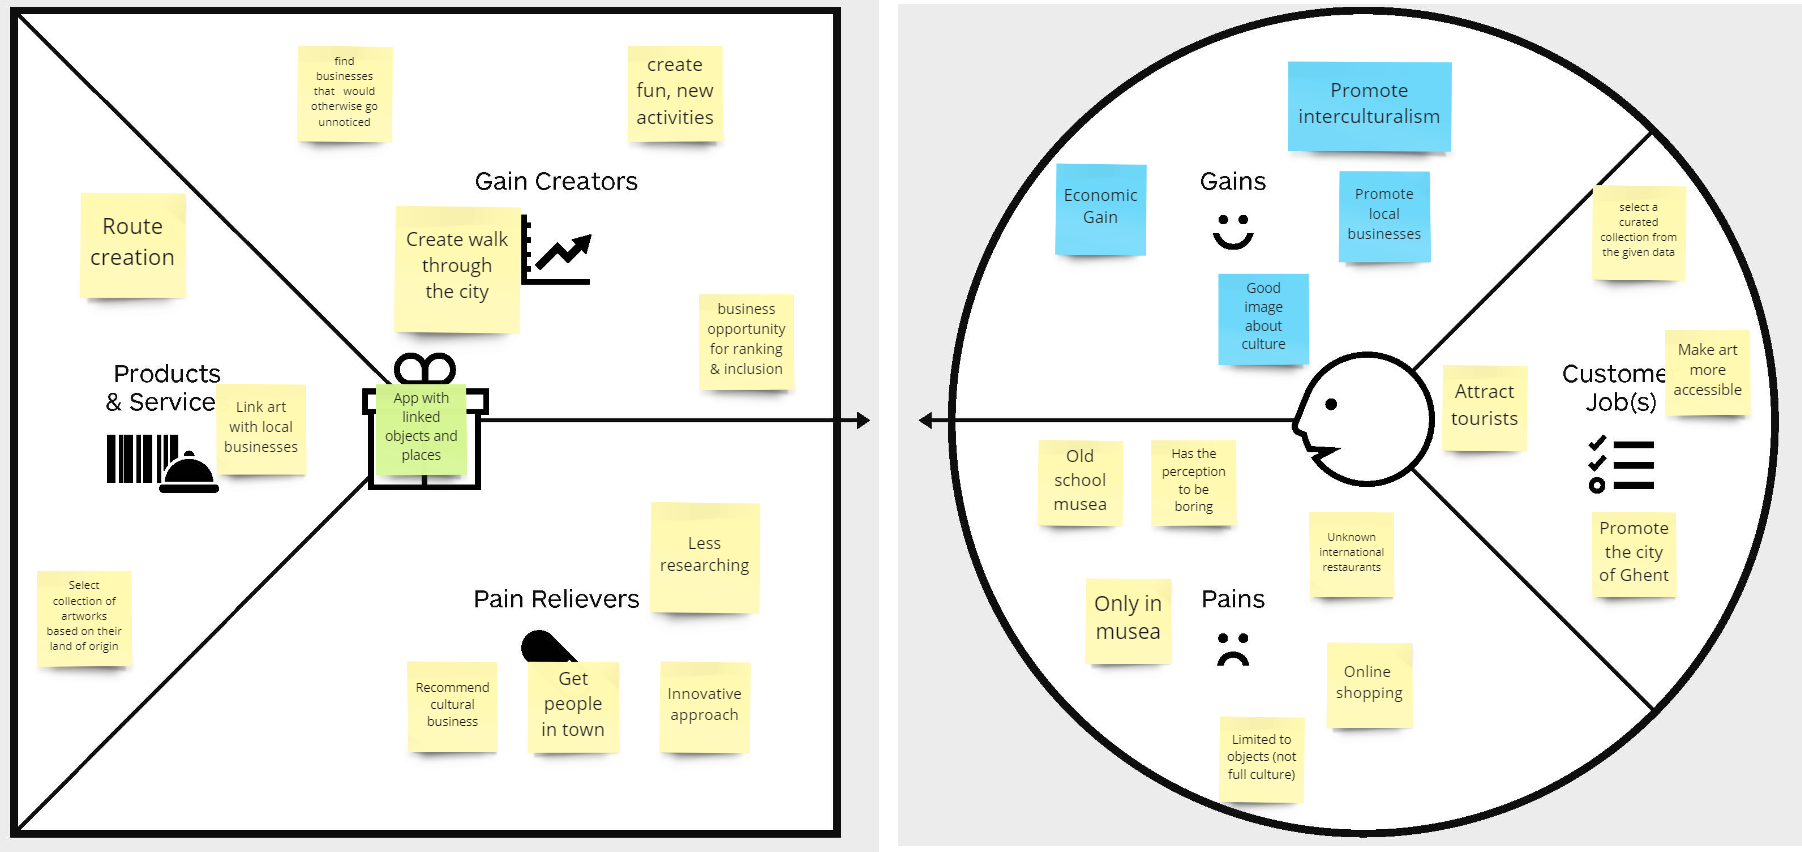 find
businesses
that would
otherwise go
unnoticed
create
fun, new
activities
Gain Creators
Route
creation
Create walk
through
the city
business
opportunity
for ranking
& inclusion
Products
& Service
Link art
with local
businesses
App with
linked
objects and
places
Select
collection of
artworks
based on their
land of origin
Less
researching
Pain Relievers
Recommend
cultural
business
Get
people
in town
Innovative
approach
Promote
interculturalism
Economic
Gain
Gains
Promote
local
businesses
Good
image
about
culture
select a
curated
collection from
the given data
Make art
more
accessible
Custome
Job(s)
Attract
tourists
Promote
the city
of Ghent
Old
school
musea
Has the
perception
to be
boring
Unknown
international
restaurants
Only in
musea
Pains
Online
shopping
Limited to
objects (not
full culture)